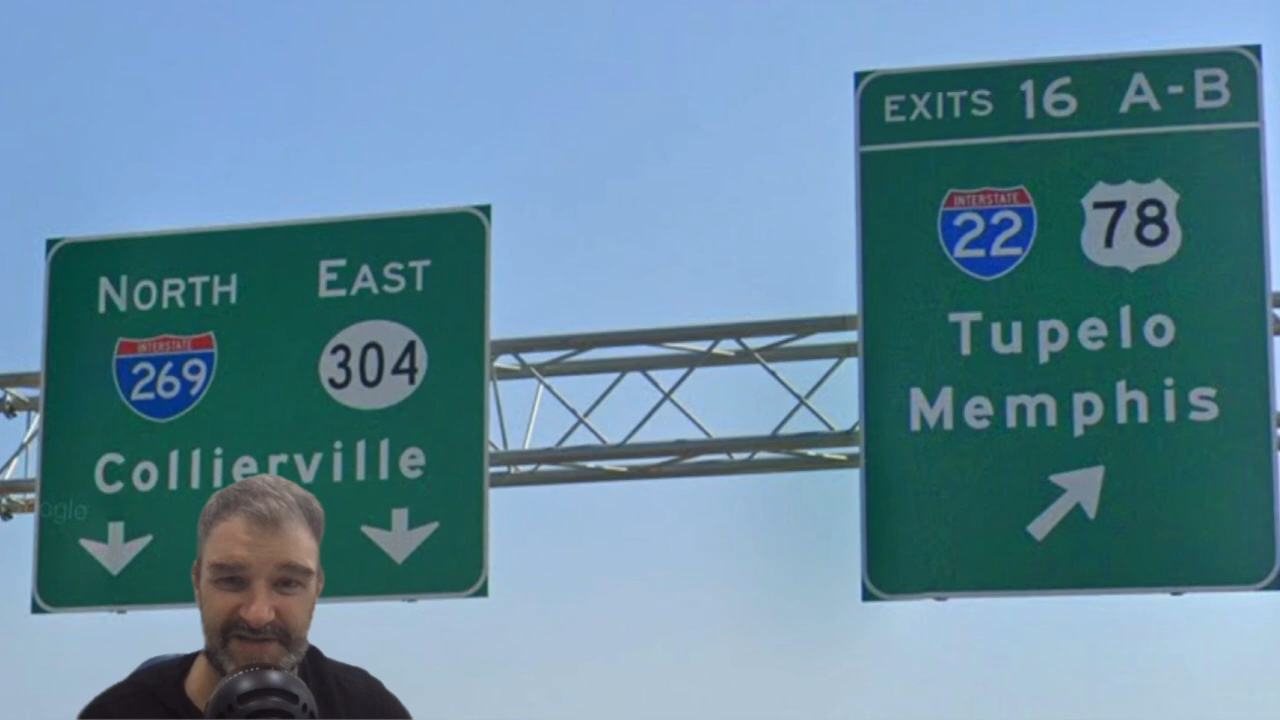 NORTH EAST
INTERSTATE
269 304
Collierville
EXITS 16 A-B
INTERSTATE
22 78
Tupelo
Memphis